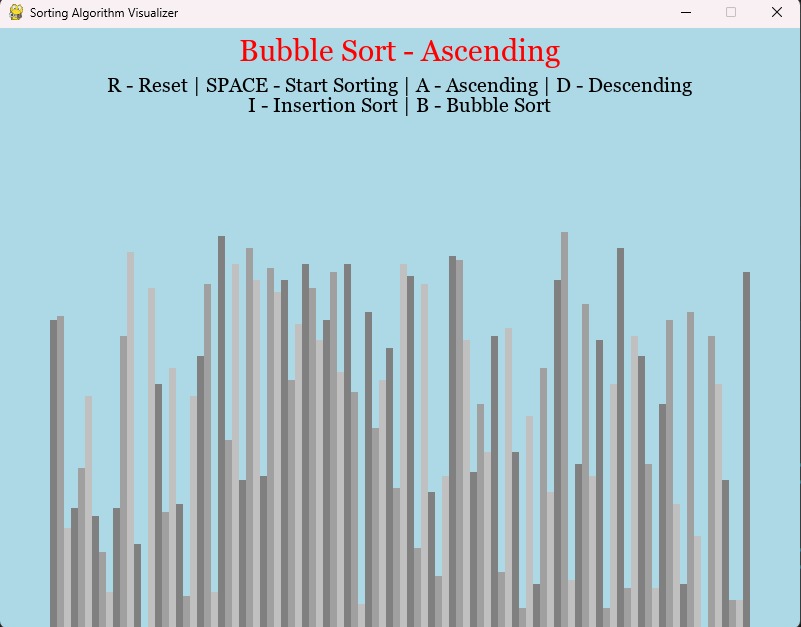 Sorting Algorithm Visualizer
Bubble Sort - Ascending
R - Reset | SPACE - Start Sorting | A - Ascending | D - Descending
I - Insertion Sort | B - Bubble Sort